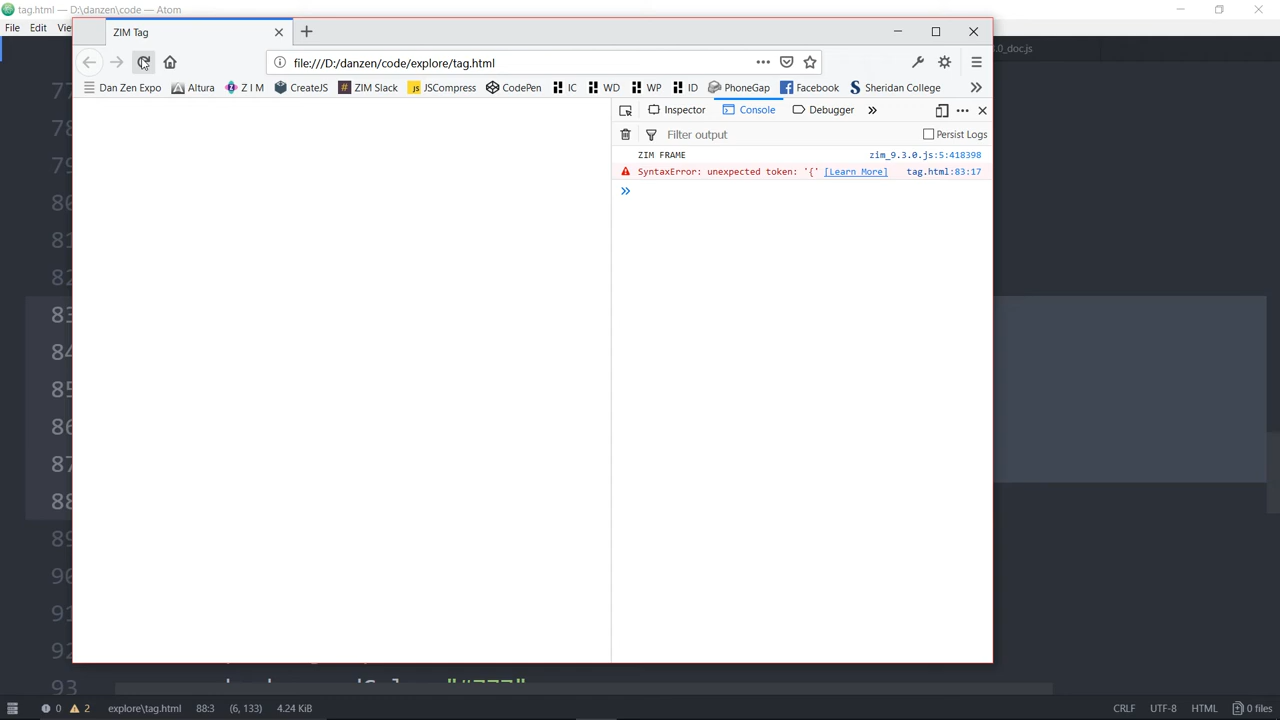 tag.html — D:\danzen\code — Atom
File Edit Vie
ZIM Tag
file:///D:/danzen/code/explore/tag.html
Dan Zen Expo Altura Z I M CreateJS ZIM Slack JSCompress CodePen IC WD WP ID PhoneGap Facebook Sheridan College
.0_doc.js
Inspector Console Debugger
Filter output Persist Logs
ZIM FRAME zim_9.3.0.js:5:418398
SyntaxError: unexpected token: '{' [Learn More] tag.html:83:17
77
78
79
80
81
82
83
84
85
86
87
88
89
90
91
92
93 "#777"
0 2 explore\tag.html 88:3 (6, 133) 4.24 KiB CRLF UTF-8 HTML 0 files